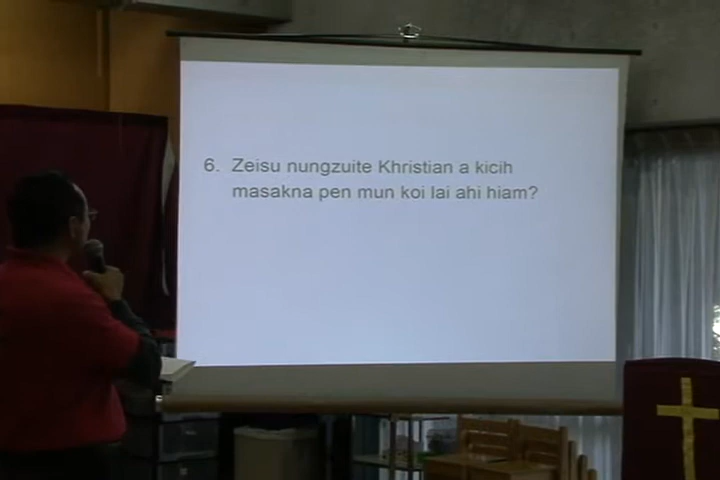 6. Zeisu nungzuite Khristian a kicih
masakna pen mun koi lai ahi hiam?